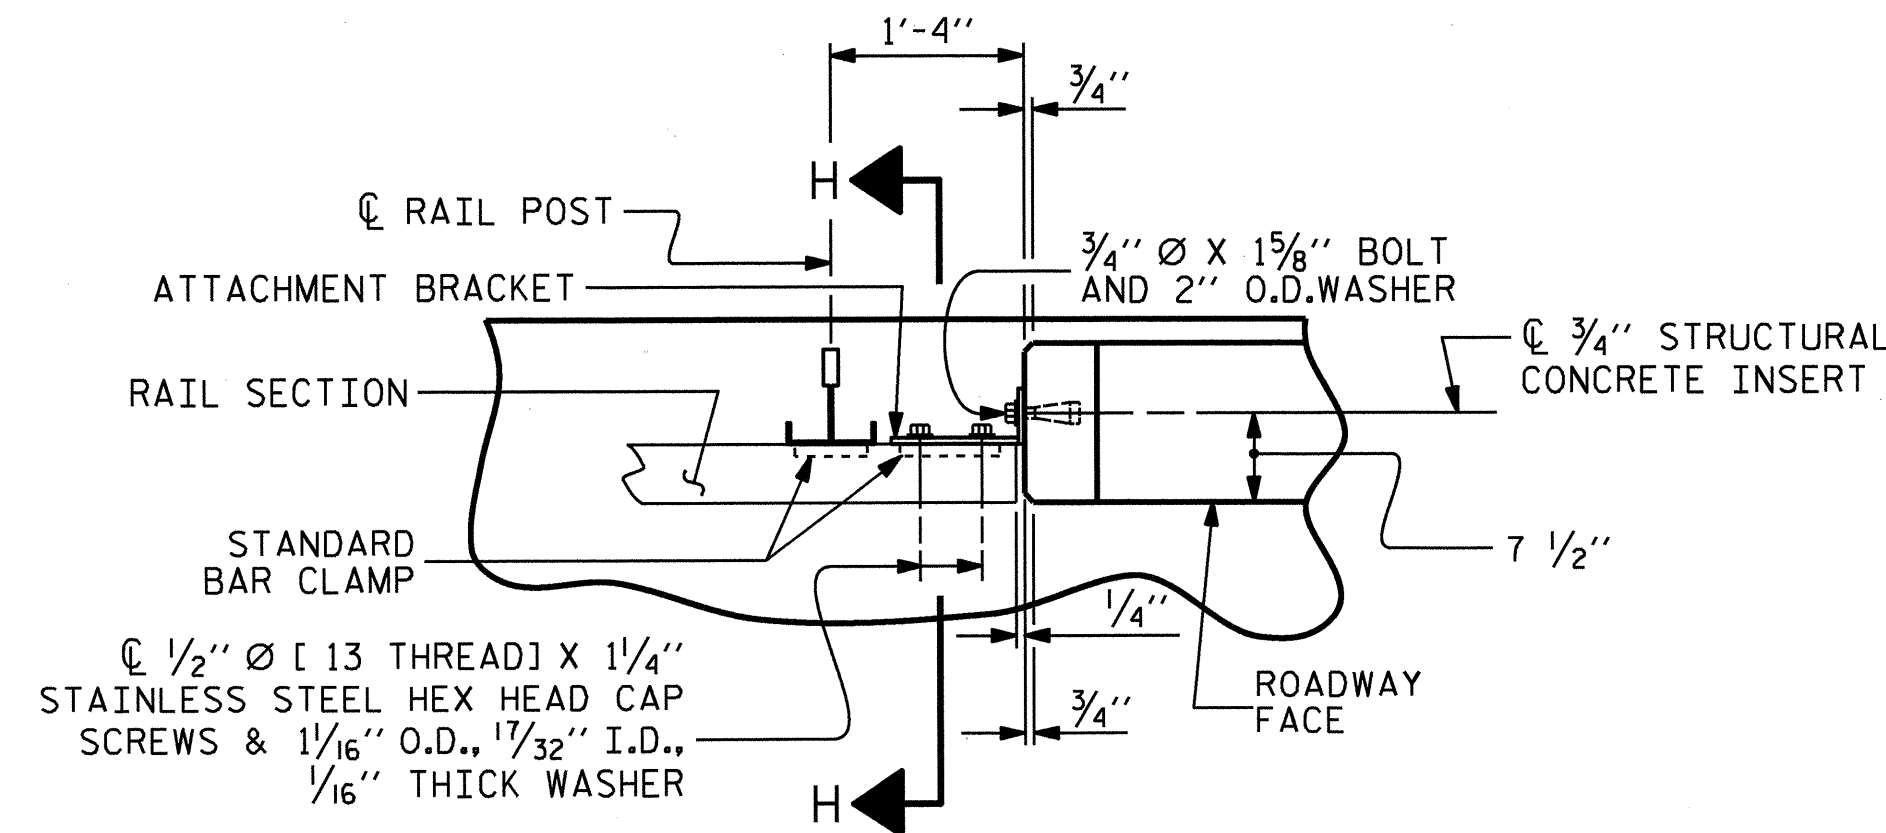 1'-4"
3/4"
H
℄ RAIL POST
ATTACHMENT BRACKET
3/4" Ø X 1 5/8" BOLT
AND 2" O.D.WASHER
℄ 3/4" STRUCTURAL
CONCRETE INSERT
RAIL SECTION
STANDARD
BAR CLAMP
7 1/2"
1/4"
℄ 1/2" Ø [ 13 THREAD] X 1 1/4"
STAINLESS STEEL HEX HEAD CAP
SCREWS & 1 1/16" O.D., 17/32" I.D.,
1/16" THICK WASHER
3/4"
ROADWAY
FACE
H